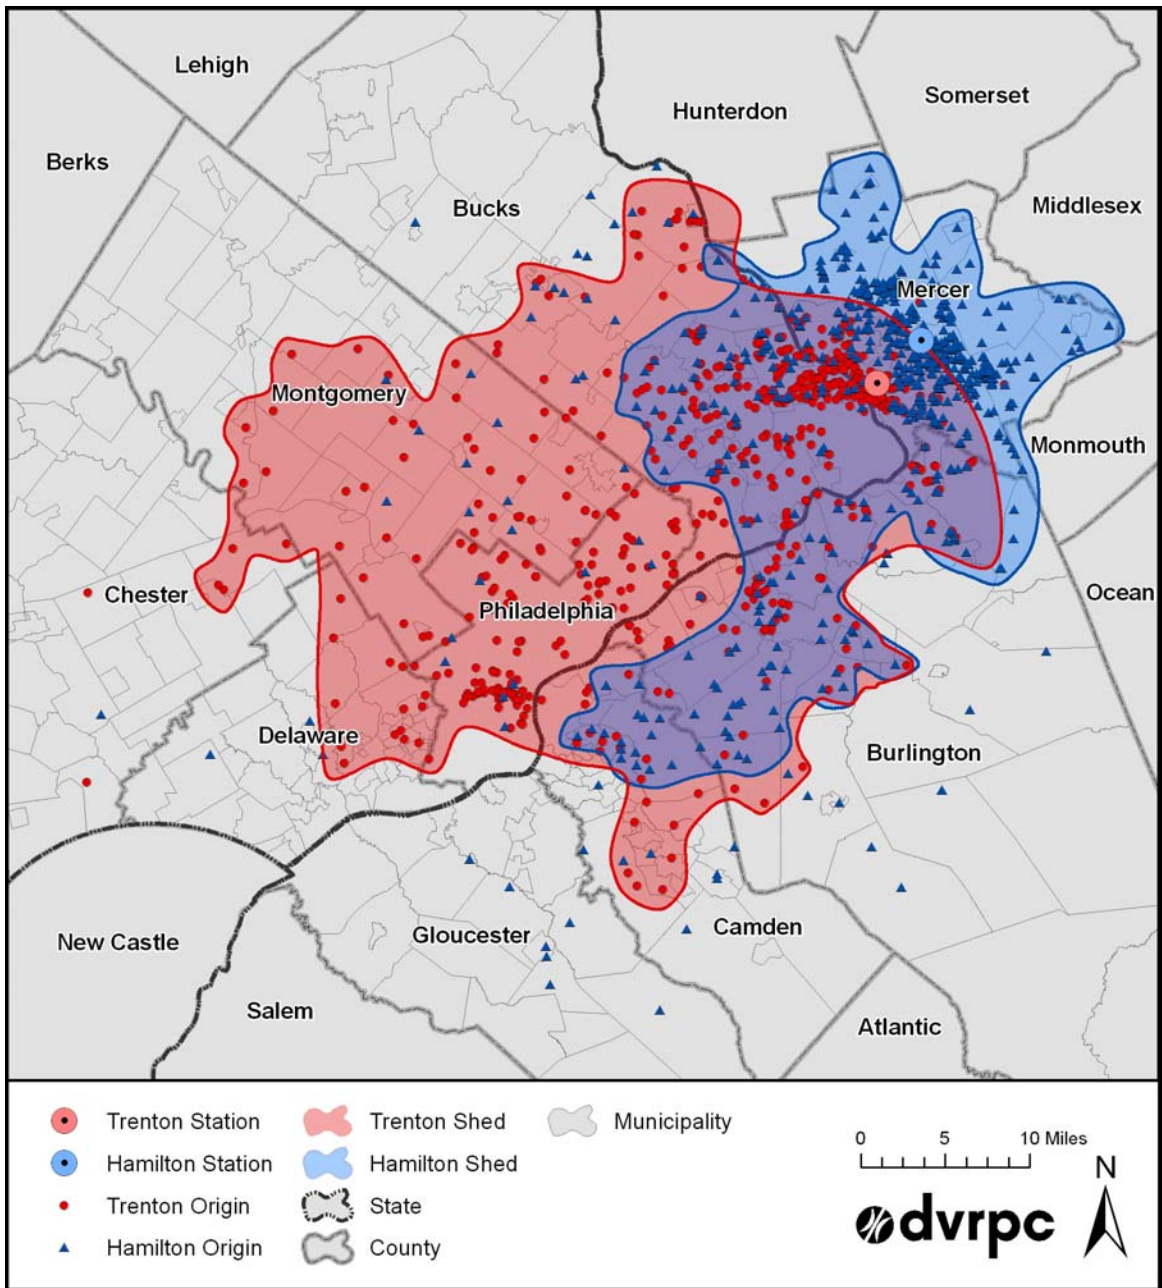 Lehigh
Somerset
Hunterdon
Berks
Middlesex
Bucks
Mercer
Montgomery
Monmouth
Chester
Ocean
Philadelphia
Delaware
Burlington
Camden
Gloucester
New Castle
Salem
Atlantic
Trenton Station
Hamilton Station
Trenton Origin
Hamilton Origin
Trenton Shed
Hamilton Shed
State
County
Municipality
0 5 10 Miles
N
dvrpc